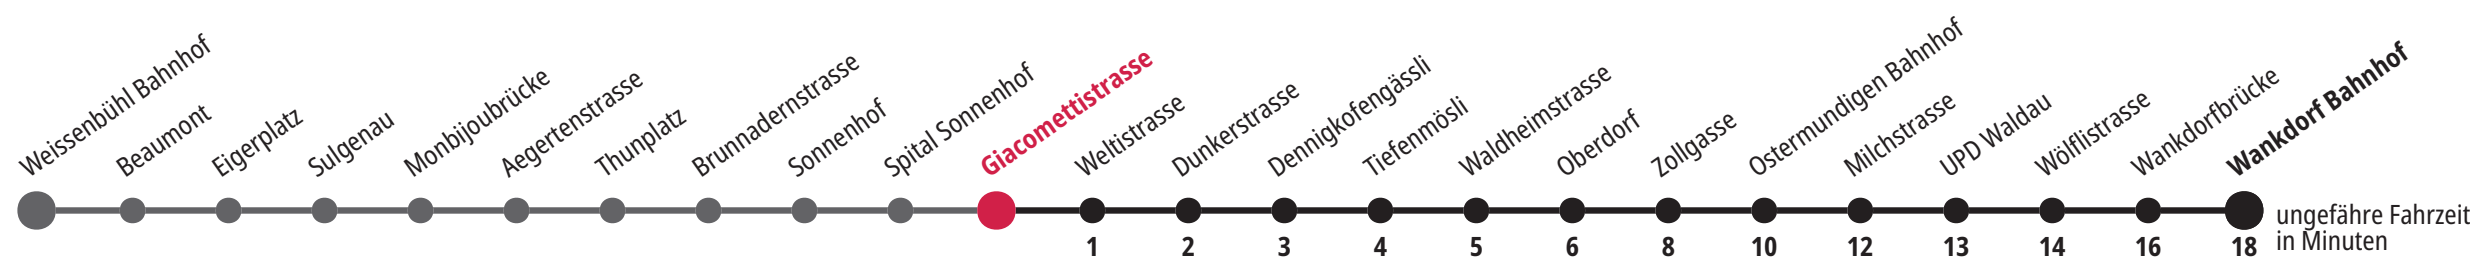 Weissenbühl Bahnhof
Beaumont
Eigerplatz
Sulgenau
Monbijoubrücke
Aegertenstrasse
Thunplatz
Brunnadernstrasse
Sonnenhof
Spital Sonnenhof
Giacomettistrasse
Weltistrasse
Dunkerstrasse
Dennigkofengässli
Tiefenmösli
Waldheimstrasse
Oberdorf
Zollgasse
Ostermundigen Bahnhof
Milchstrasse
UPD Waldau
Wölflistrasse
Wankdorfbrücke
Wankdorf Bahnhof
1 2 3 4 5 6 8 10 12 13 14 16 18
ungefähre Fahrzeit
in Minuten